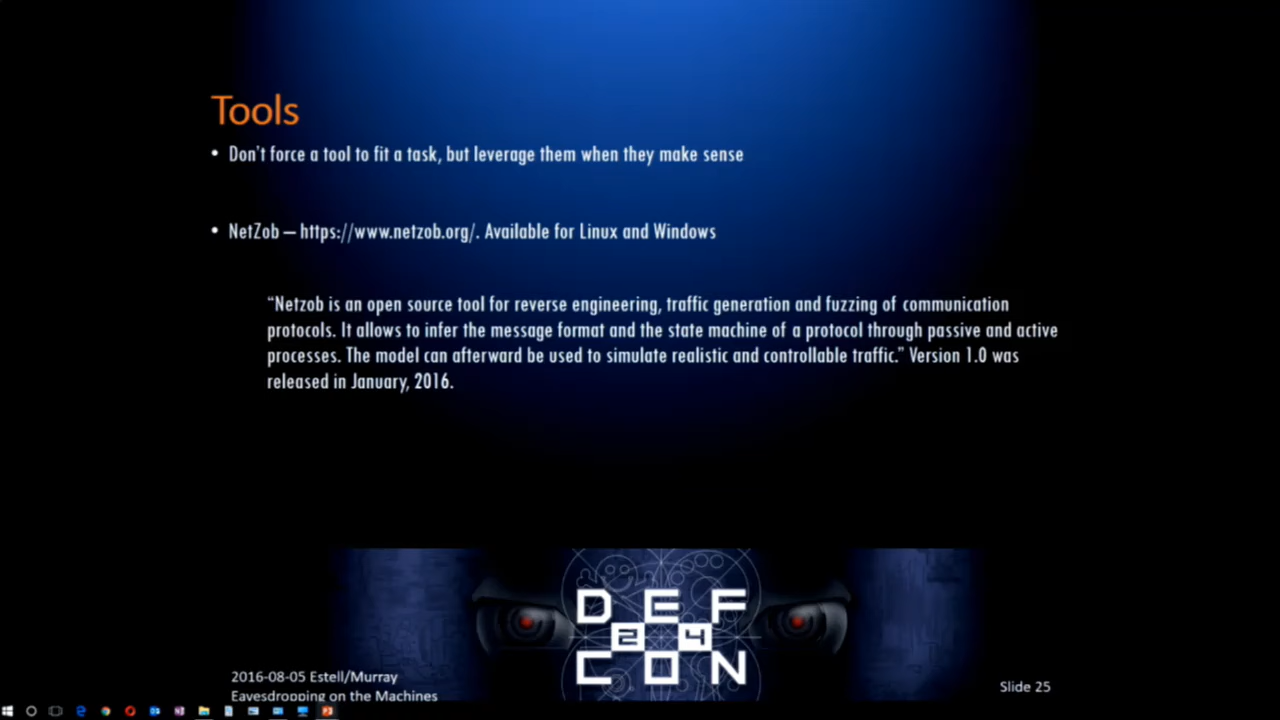 Tools
• Don't force a tool to fit a task, but leverage them when they make sense
• NetZob – https://www.netzob.org/. Available for Linux and Windows
“Netzob is an open source tool for reverse engineering, traffic generation and fuzzing of communication
protocols. It allows to infer the message format and the state machine of a protocol through passive and active
processes. The model can afterward be used to simulate realistic and controllable traffic.” Version 1.0 was
released in January, 2016.
DEF
24
CON
2016-08-05 Estell/Murray
Eavesdropping on the Machines
Slide 25